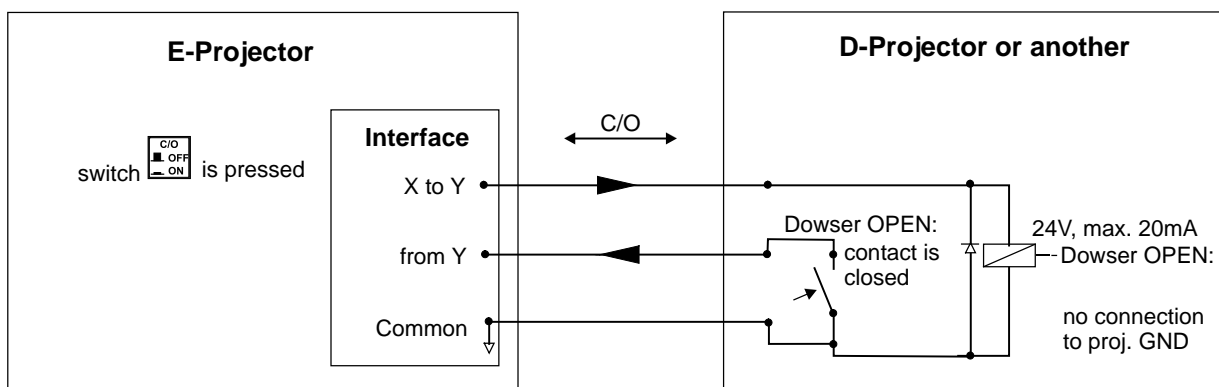 E-Projector
D-Projector or another
Interface
C/O
C/O
OFF
ON
switch is pressed
X to Y
from Y
Common
Dowser OPEN:
contact is
closed
24V, max. 20mA
Dowser OPEN:
no connection
to proj. GND